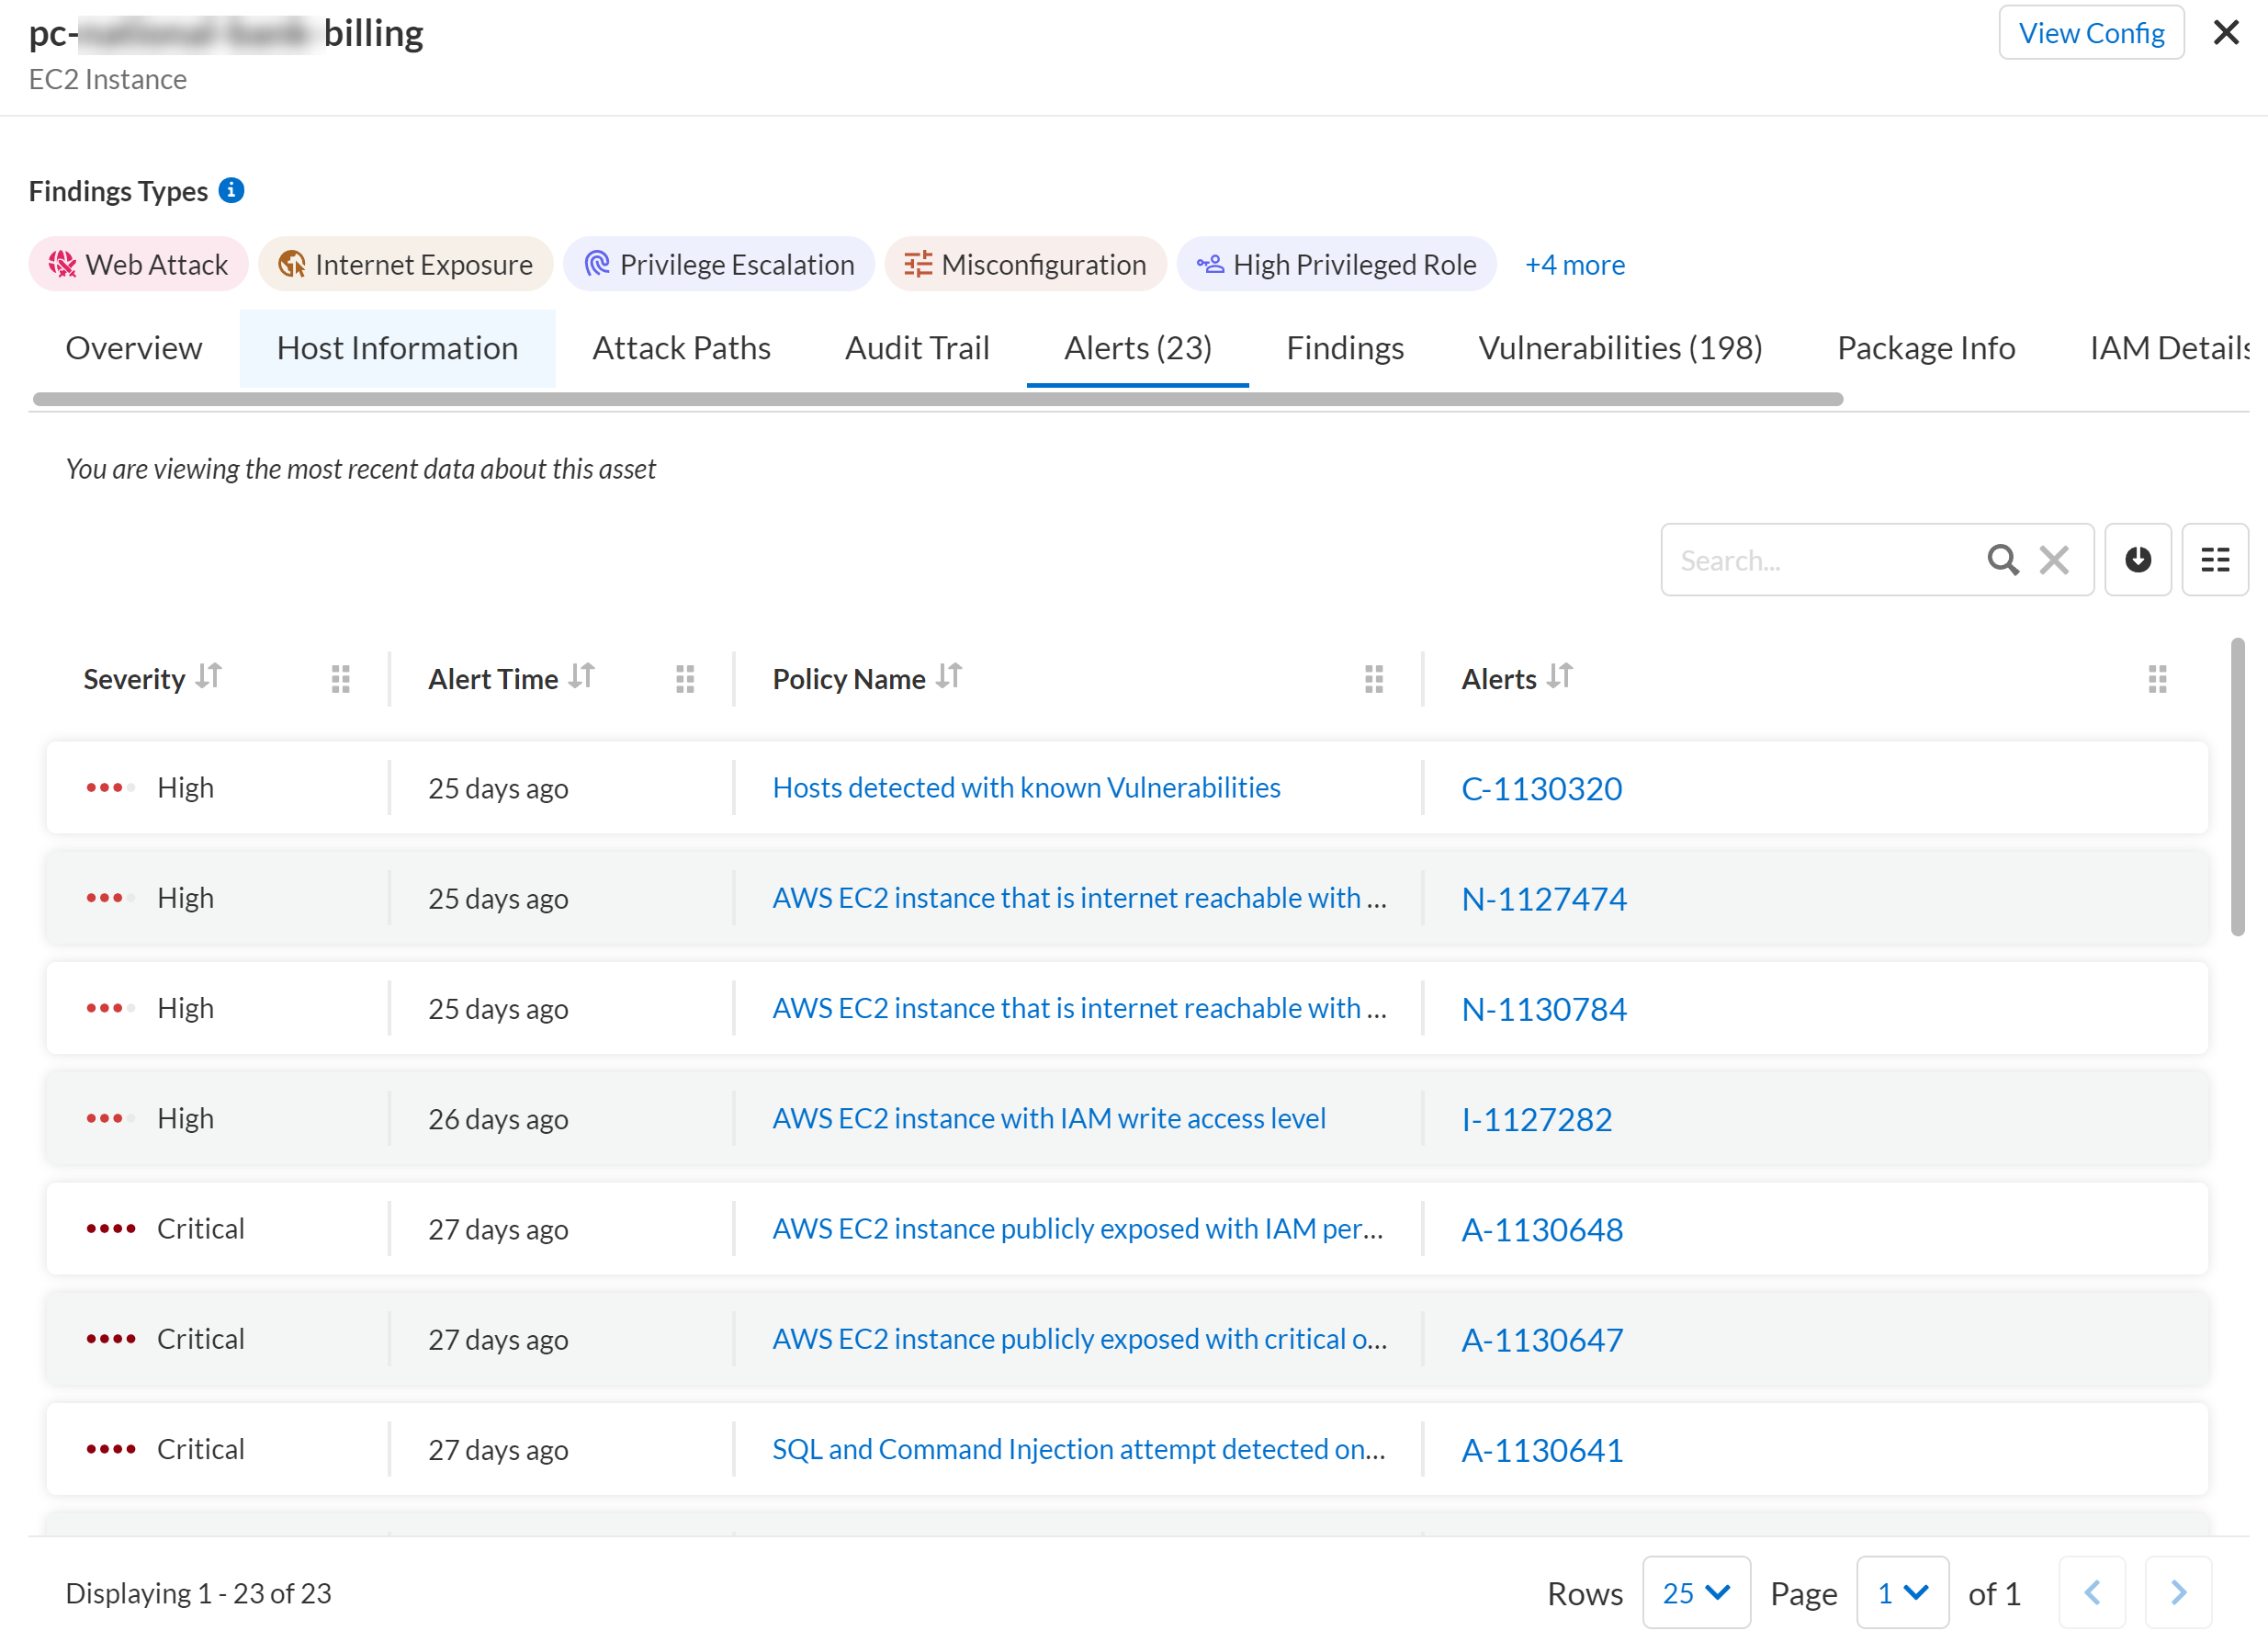 pc- billing
View Config
EC2 Instance
Findings Types
Web Attack Internet Exposure Privilege Escalation Misconfiguration High Privileged Role +4 more
Overview Host Information Attack Paths Audit Trail Alerts (23) Findings Vulnerabilities (198) Package Info IAM Details
You are viewing the most recent data about this asset
Search...
Severity Alert Time Policy Name Alerts
High 25 days ago Hosts detected with known Vulnerabilities C-1130320
High 25 days ago AWS EC2 instance that is internet reachable with ... N-1127474
High 25 days ago AWS EC2 instance that is internet reachable with ... N-1130784
High 26 days ago AWS EC2 instance with IAM write access level I-1127282
Critical 27 days ago AWS EC2 instance publicly exposed with IAM per... A-1130648
Critical 27 days ago AWS EC2 instance publicly exposed with critical o... A-1130647
Critical 27 days ago SQL and Command Injection attempt detected on... A-1130641
Displaying 1 - 23 of 23
Rows 25 Page 1 of 1